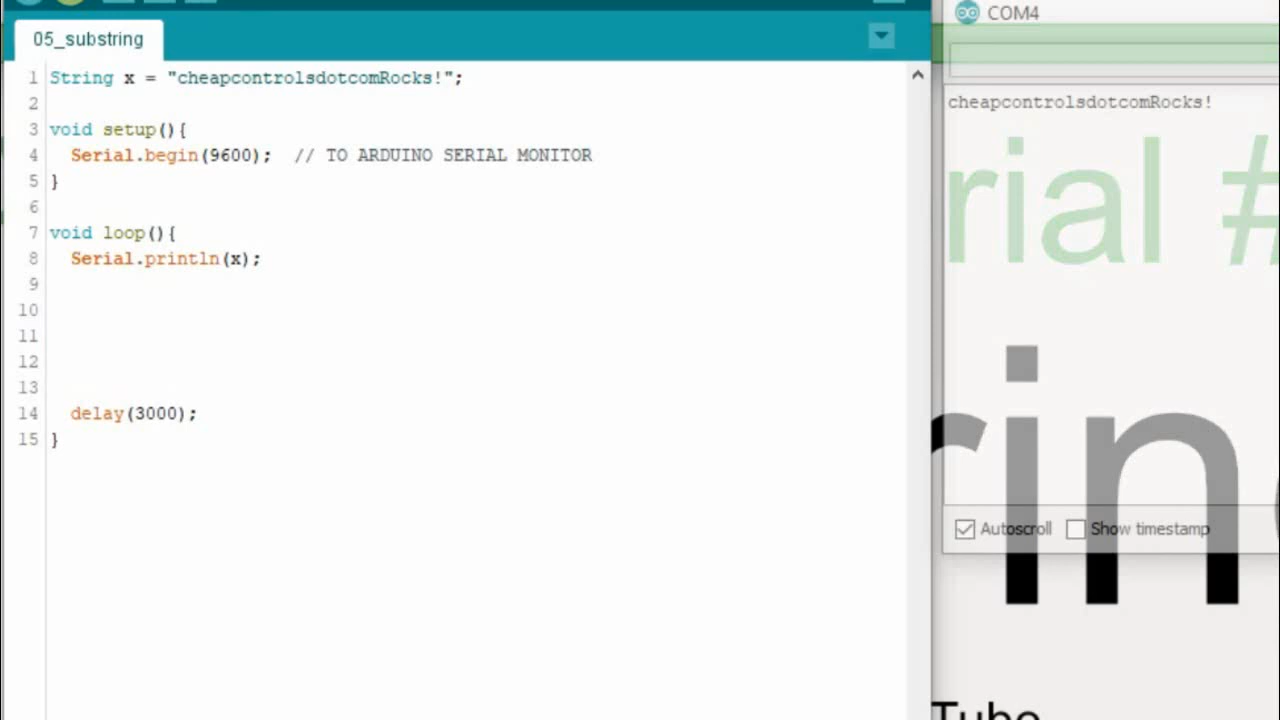 05_substring
1 String x = "cheapcontrolsdotcomRocks!";
2
3 void setup(){
4 Serial.begin(9600); // TO ARDUINO SERIAL MONITOR
5 }
6
7 void loop(){
8 Serial.println(x);
9
10
11
12
13
14 delay(3000);
15 }
COM4
cheapcontrolsdotcomRocks!
rial #
rin
Autoscroll Show timestamp
Tube